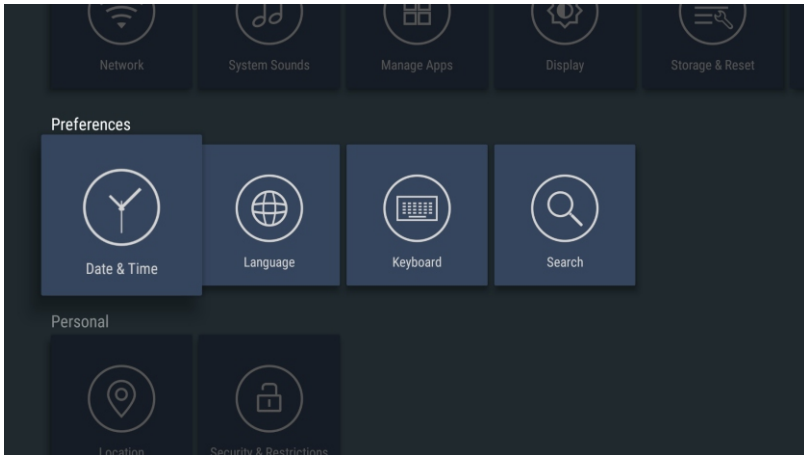 Network
System Sounds
Manage Apps
Display
Storage & Reset
Preferences
Date & Time
Language
Keyboard
Search
Personal
Location
Security & Restrictions